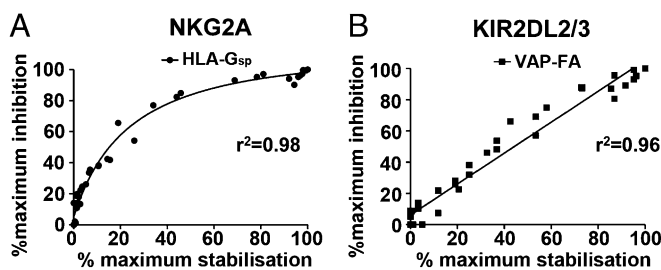 A
NKG2A
HLA-Gsp
r²=0.98
%maximum inhibition
100
80
60
40
20
0
0 20 40 60 80 100
% maximum stabilisation
B
KIR2DL2/3
VAP-FA
r²=0.96
%maximum inhibition
100
80
60
40
20
0
0 20 40 60 80 100
% maximum stabilisation